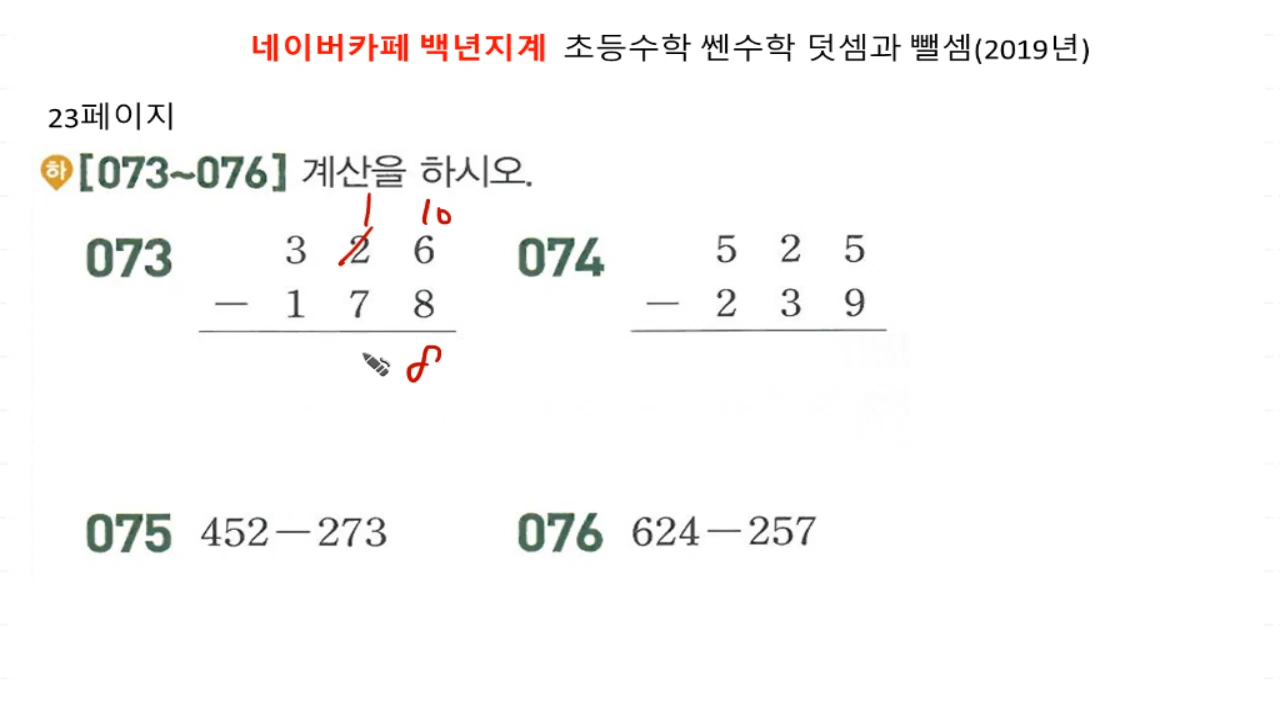 네이버카페 백년지계 초등수학 쎈수학 덧셈과 뺄셈(2019년)
23페이지
하 [073~076] 계산을 하시오.
1 10
073 3 2 6 074 5 2 5
− 1 7 8 − 2 3 9
8
075 452−273 076 624−257